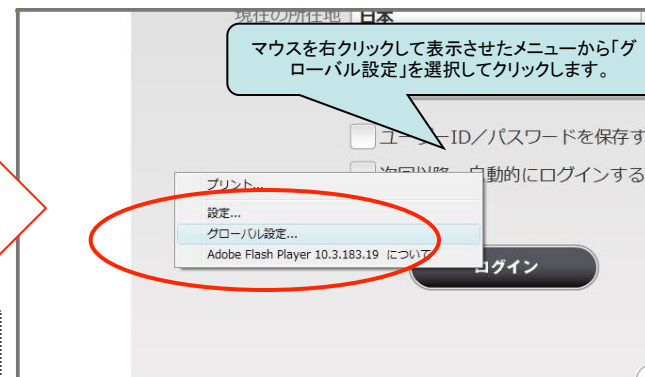 現在の所在地 日本
マウスを右クリックして表示させたメニューから「グ
ローバル設定」を選択してクリックします。
ユーザーID／パスワードを保存す
次回以降、自動的にログインする
プリント...
設定...
グローバル設定...
Adobe Flash Player 10.3.183.19 について
ログイン